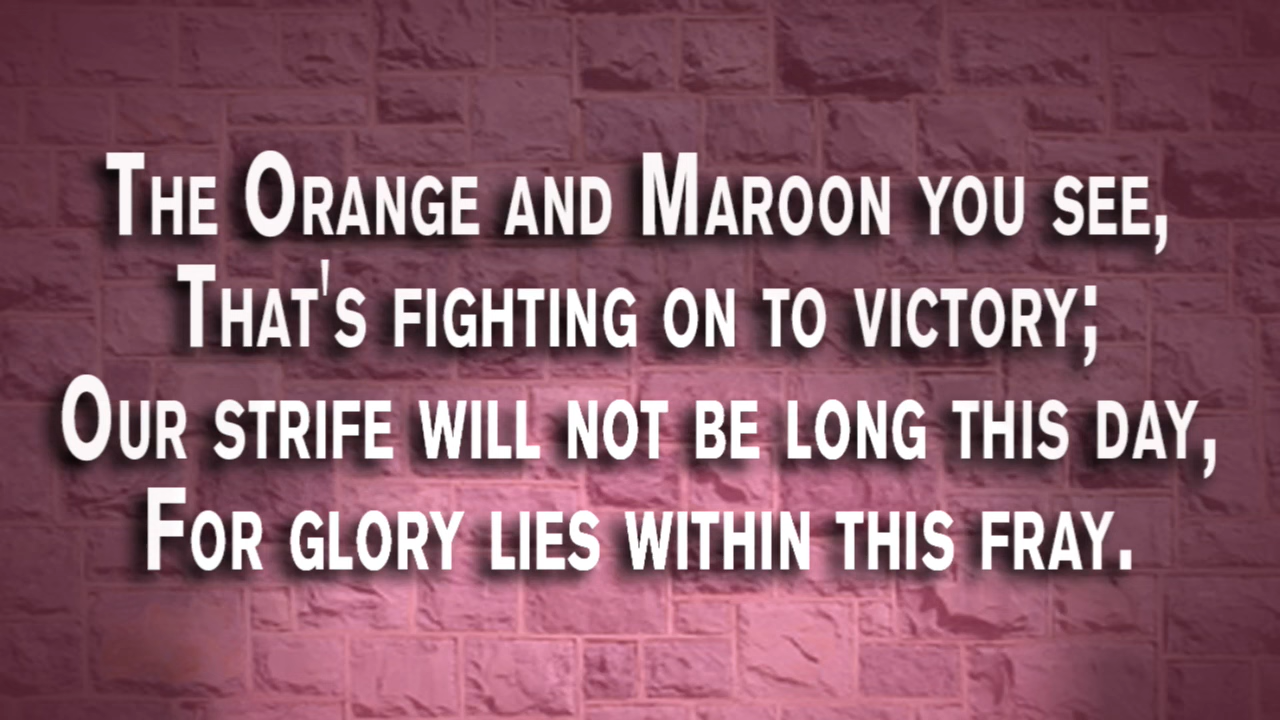 The Orange and Maroon you see,
That's fighting on to victory;
Our strife will not be long this day,
For glory lies within this fray.